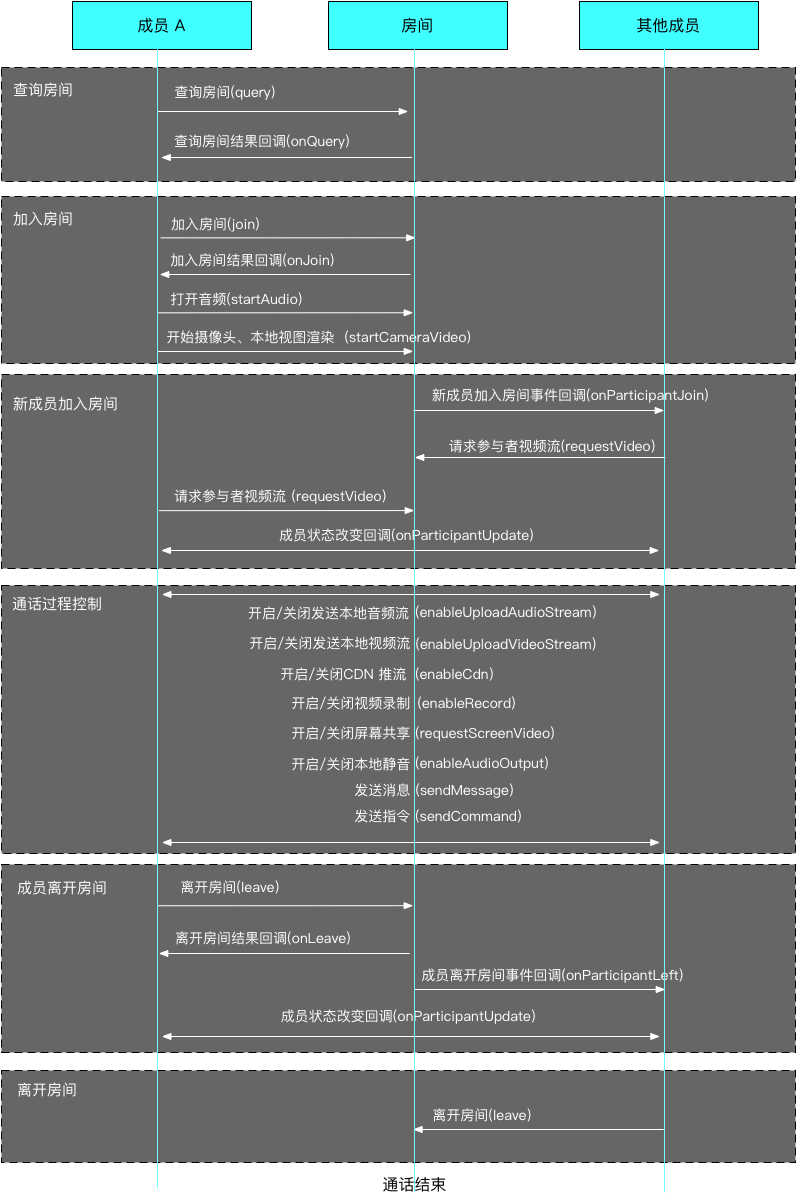 成员 A
房间
其他成员
查询房间
查询房间(query)
查询房间结果回调(onQuery)
加入房间
加入房间(join)
加入房间结果回调(onJoin)
打开音频(startAudio)
开始摄像头、本地视图渲染 (startCameraVideo)
新成员加入房间
新成员加入房间事件回调(onParticipantJoin)
请求参与者视频流(requestVideo)
请求参与者视频流 (requestVideo)
成员状态改变回调(onParticipantUpdate)
通话过程控制
开启/关闭发送本地音频流 (enableUploadAudioStream)
开启/关闭发送本地视频流 (enableUploadVideoStream)
开启/关闭CDN 推流 (enableCdn)
开启/关闭视频录制 (enableRecord)
开启/关闭屏幕共享 (requestScreenVideo)
开启/关闭本地静音 (enableAudioOutput)
发送消息 (sendMessage)
发送指令 (sendCommand)
成员离开房间
离开房间(leave)
离开房间结果回调(onLeave)
成员离开房间事件回调(onParticipantLeft)
成员状态改变回调(onParticipantUpdate)
离开房间
离开房间(leave)
通话结束